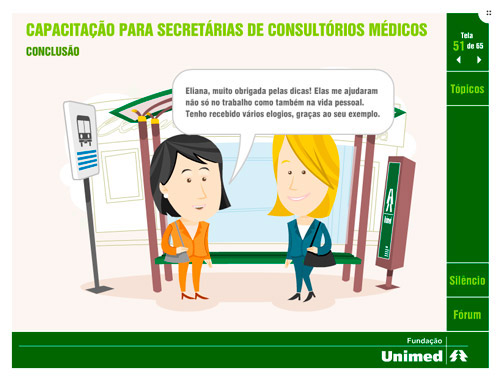 CAPACITAÇÃO PARA SECRETÁRIAS DE CONSULTÓRIOS MÉDICOS
CONCLUSÃO
Tela
51 de 65
Tópicos
Eliana, muito obrigada pelas dicas! Elas me ajudaram
não só no trabalho como também na vida pessoal.
Tenho recebido vários elogios, graças ao seu exemplo.
A
Silêncio
Fórum
Fundação
Unimed